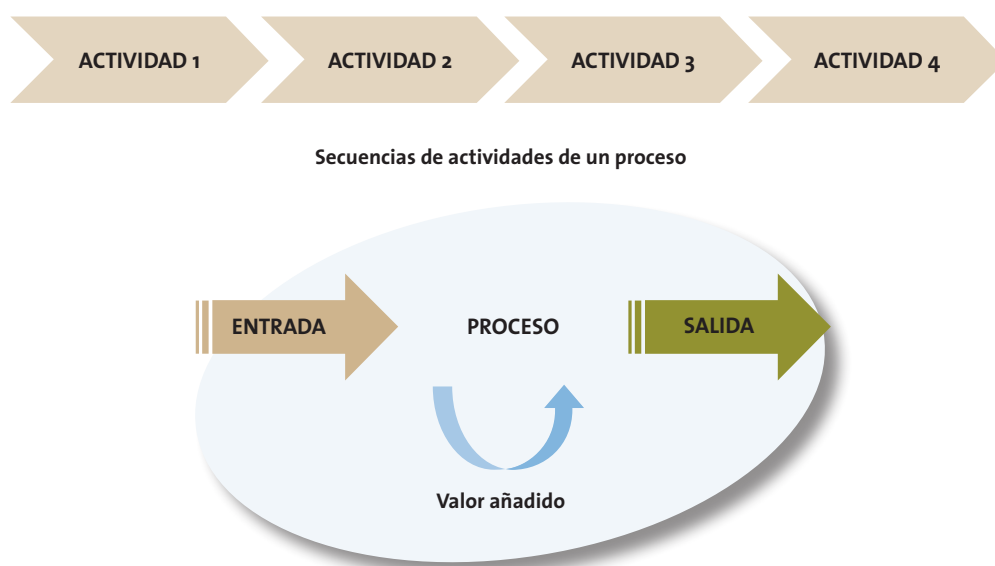 ACTIVIDAD 1
ACTIVIDAD 2
ACTIVIDAD 3
ACTIVIDAD 4
Secuencias de actividades de un proceso
ENTRADA
PROCESO
SALIDA
Valor añadido